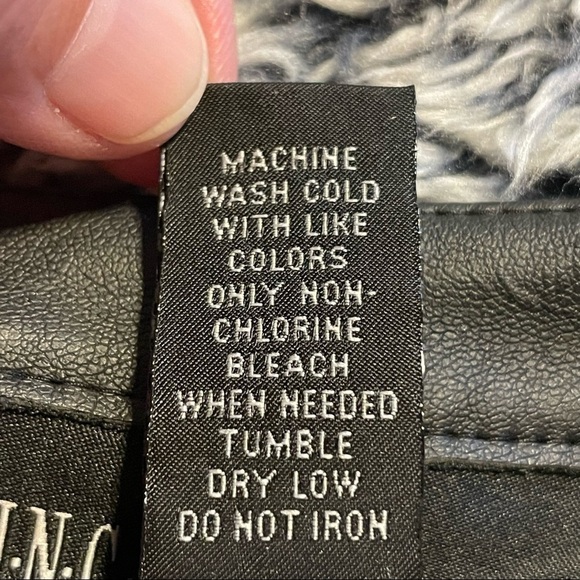 MACHINE
WASH COLD
WITH LIKE
COLORS
ONLY NON-
CHLORINE
BLEACH
WHEN NEEDED
TUMBLE
DRY LOW
DO NOT IRON
I.N.C